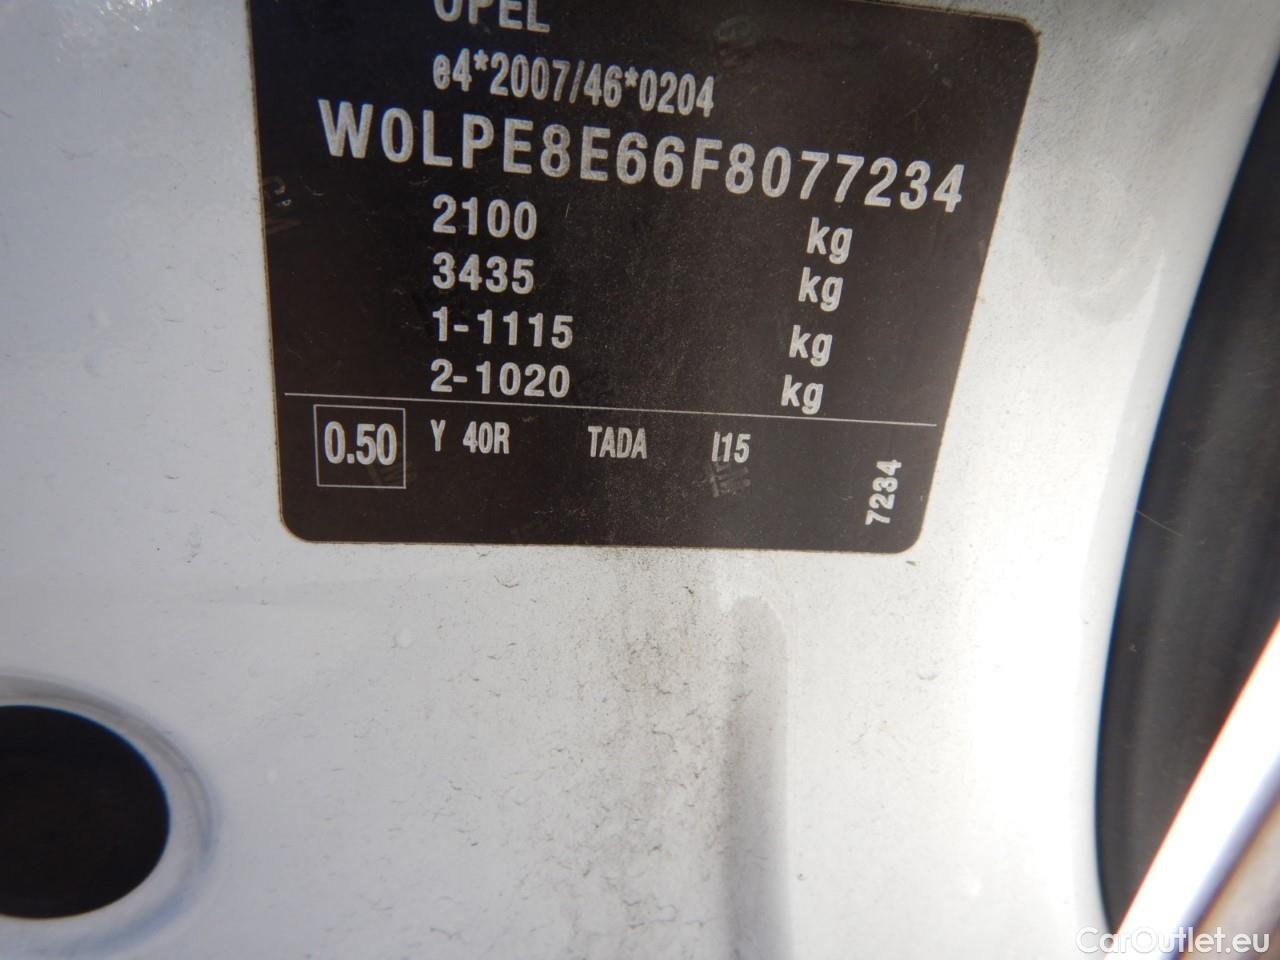 OPEL
e4*2007/46*0204
W0LPE8E66F8077234
2100 kg
3435 kg
1-1115 kg
2-1020 kg
0.50 Y 40R TADA I15
7234
CarOutlet.eu